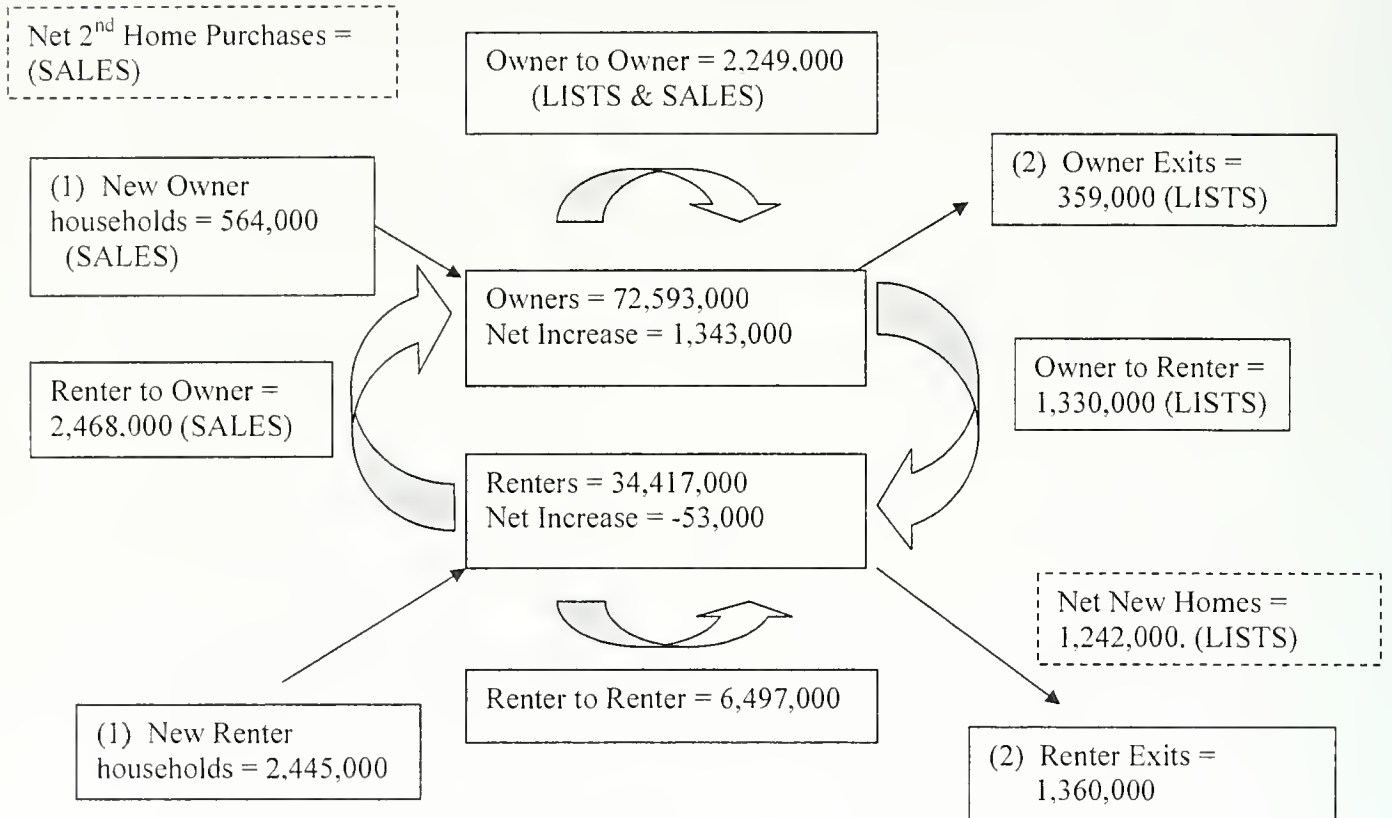 Net 2nd Home Purchases =
(SALES)
Owner to Owner = 2,249.000
(LISTS & SALES)
(1) New Owner
households = 564,000
(SALES)
(2) Owner Exits =
359,000 (LISTS)
Owners = 72,593,000
Net Increase = 1,343,000
Renter to Owner =
2,468.000 (SALES)
Owner to Renter =
1,330,000 (LISTS)
Renters = 34,417,000
Net Increase = -53,000
Net New Homes =
1,242,000. (LISTS)
Renter to Renter = 6,497,000
(1) New Renter
households = 2,445,000
(2) Renter Exits =
1,360,000